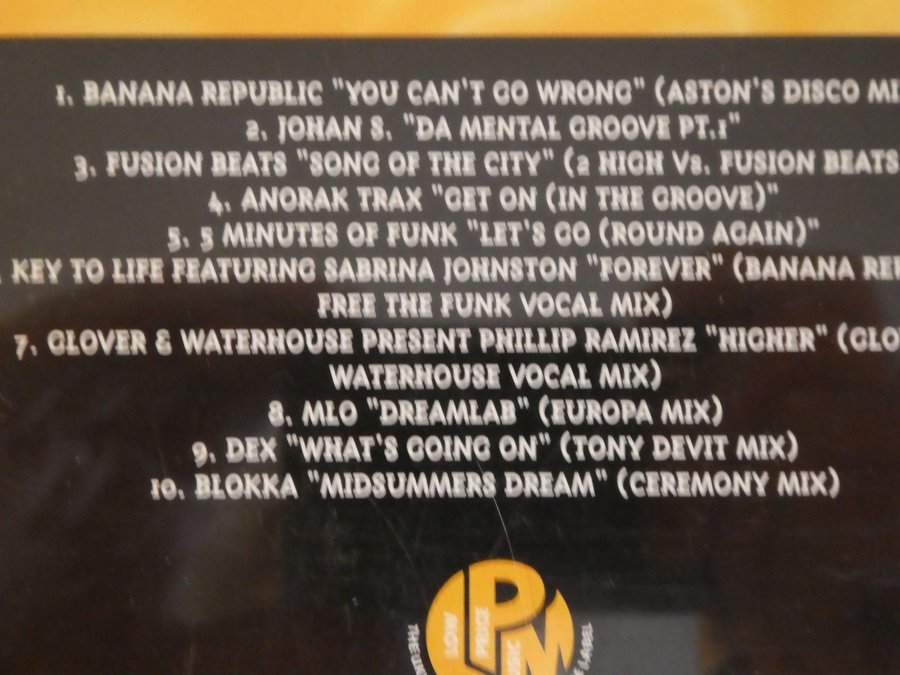 1. BANANA REPUBLIC "YOU CAN'T GO WRONG" (ASTON'S DISCO MI
2. JOHAN S. "DA MENTAL GROOVE PT.1"
3. FUSION BEATS "SONG OF THE CITY" (2 HIGH Vs. FUSION BEATS
4. ANORAK TRAX "GET ON (IN THE GROOVE)"
5. 5 MINUTES OF FUNK "LET'S GO (ROUND AGAIN)"
. KEY TO LIFE FEATURING SABRINA JOHNSTON "FOREVER" (BANANA REP
FREE THE FUNK VOCAL MIX)
7. GLOVER & WATERHOUSE PRESENT PHILLIP RAMIREZ "HIGHER" (GLO
WATERHOUSE VOCAL MIX)
8. MLO "DREAMLAB" (EUROPA MIX)
9. DEX "WHAT'S GOING ON" (TONY DEVIT MIX)
10. BLOKKA "MIDSUMMERS DREAM" (CEREMONY MIX)
LPM
LOW PRICE MUSIC
LABEL